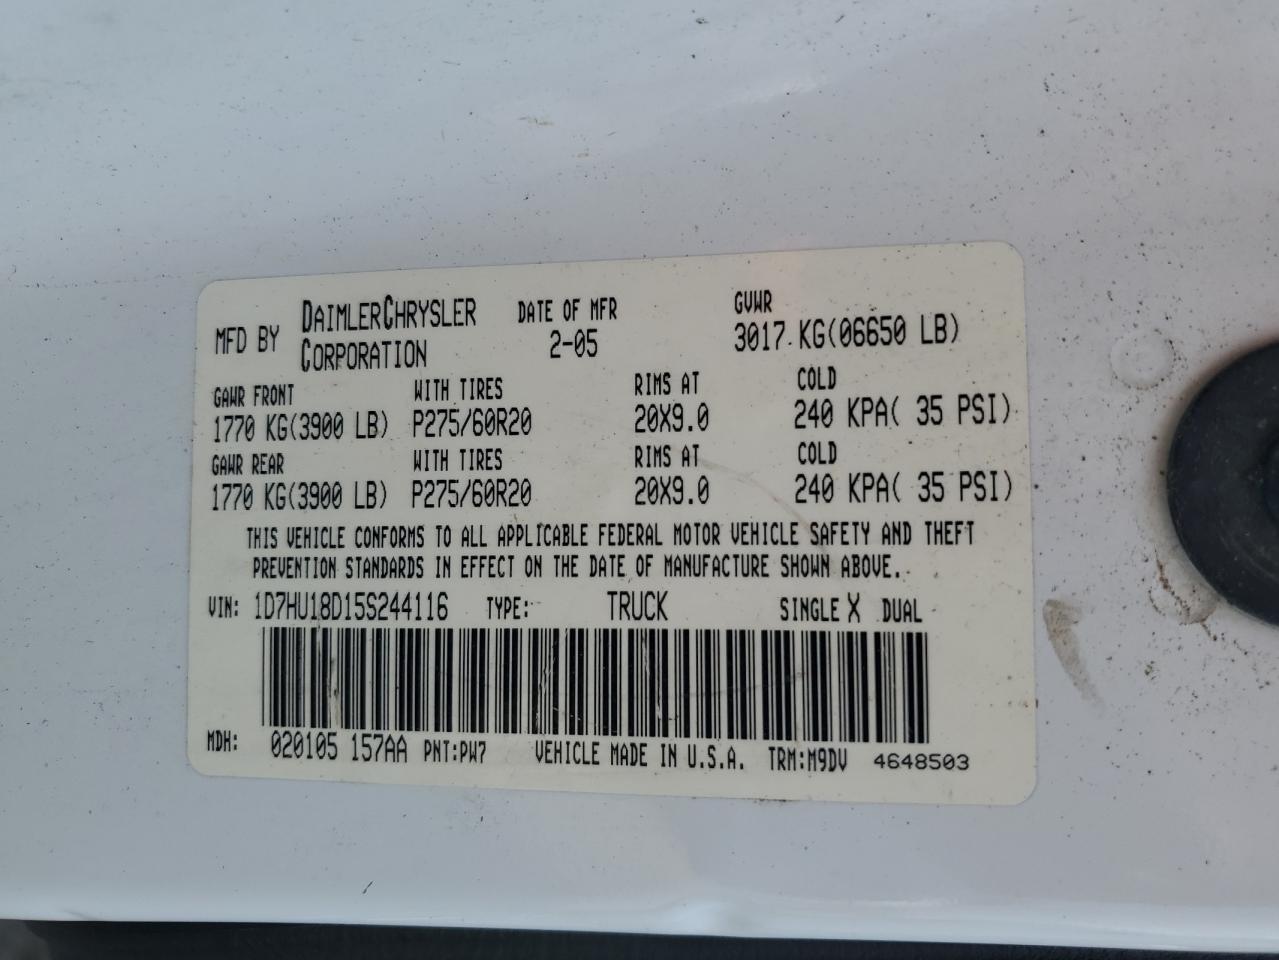 MFD BY DAIMLERCHRYSLER CORPORATION DATE OF MFR 2-05 GVWR 3017 KG(06650 LB)
GAWR FRONT WITH TIRES RIMS AT COLD
1770 KG(3900 LB) P275/60R20 20X9.0 240 KPA( 35 PSI)
GAWR REAR WITH TIRES RIMS AT COLD
1770 KG(3900 LB) P275/60R20 20X9.0 240 KPA( 35 PSI)
THIS VEHICLE CONFORMS TO ALL APPLICABLE FEDERAL MOTOR VEHICLE SAFETY AND THEFT
PREVENTION STANDARDS IN EFFECT ON THE DATE OF MANUFACTURE SHOWN ABOVE.
VIN: 1D7HU18D15S244116 TYPE: TRUCK SINGLE X DUAL
MDH: 020105 157AA PNT:PW7 VEHICLE MADE IN U.S.A. TRM:M9DV 4648503